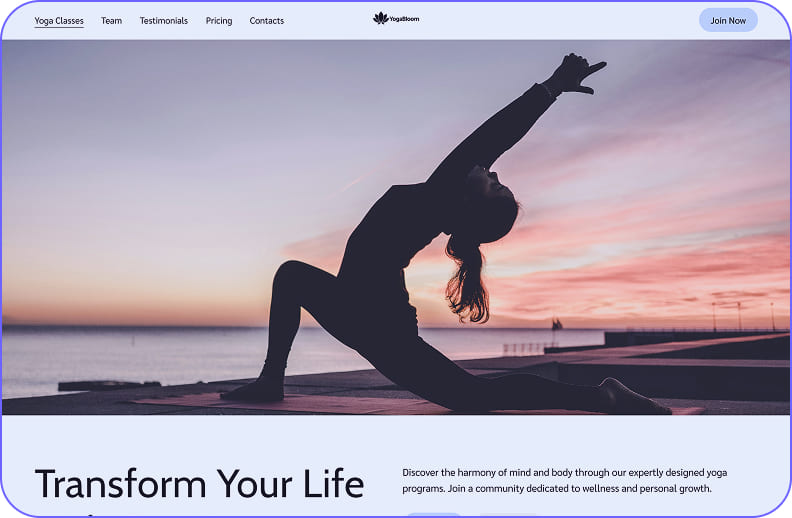 Yoga Classes Team Testimonials Pricing Contacts YogaBloom Join Now
Transform Your Life
Discover the harmony of mind and body through our expertly designed yoga
programs. Join a community dedicated to wellness and personal growth.